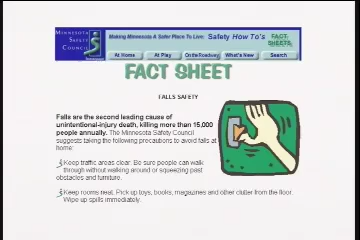 MINNESOTA
SAFETY
COUNCIL
Making Minnesota A Safer Place To Live: Safety How To's FACT SHEETS
At Home At Play On the Roadway What's New Search
FACT SHEET
FALLS SAFETY
Falls are the second leading cause of
unintentional-injury death, killing more than 15,000
people annually. The Minnesota Safety Council
suggests taking the following precautions to avoid falls at
home:
Keep traffic areas clear. Be sure people can walk
through without walking around or squeezing past
obstacles and furniture.
Keep rooms neat. Pick up toys, books, magazines and other clutter from the floor.
Wipe up spills immediately.